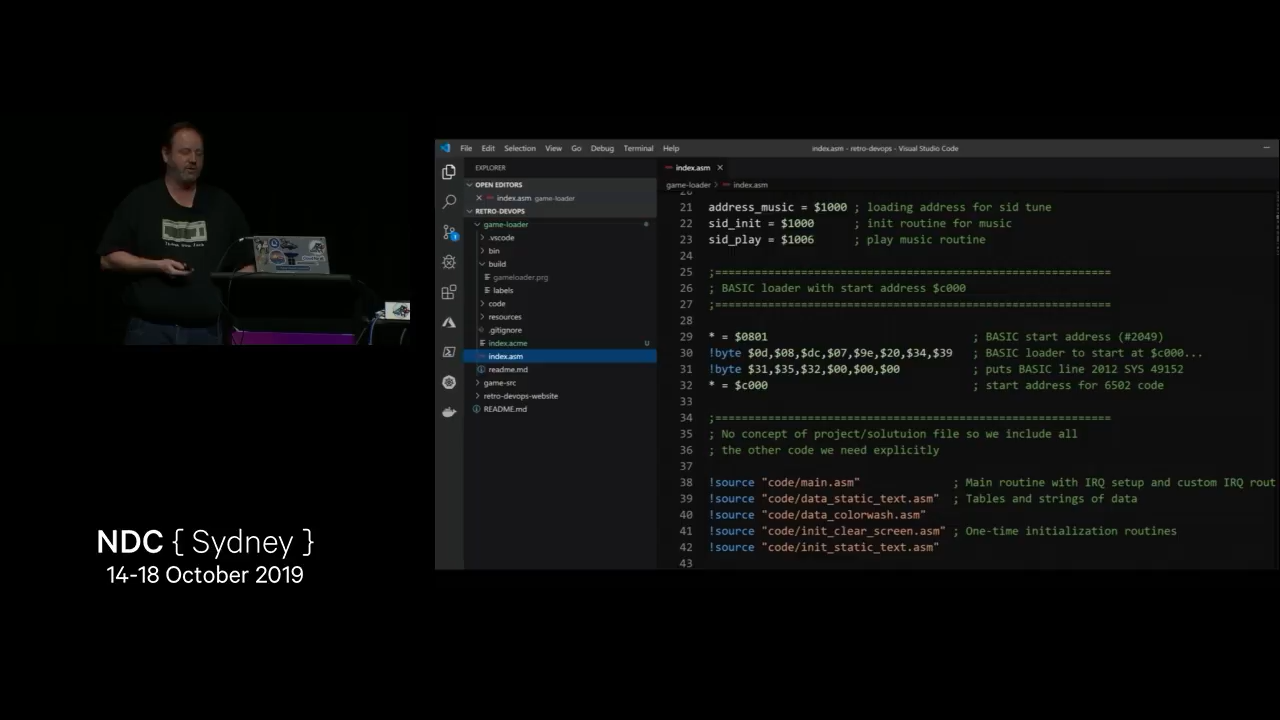 NDC { Sydney }
14-18 October 2019
File Edit Selection View Go Debug Terminal Help
index.asm - retro-devops - Visual Studio Code
EXPLORER
OPEN EDITORS
index.asm game-loader
RETRO-DEVOPS
game-loader
.vscode
bin
build
gameloader.prg
labels
code
resources
.gitignore
index.acme U
index.asm
readme.md
game-src
retro-devops-website
README.md
index.asm
game-loader > index.asm
21 address_music = $1000 ; loading address for sid tune
22 sid_init = $1000 ; init routine for music
23 sid_play = $1006 ; play music routine
24
25 ;============================================================
26 ; BASIC loader with start address $c000
27 ;============================================================
28
29 * = $0801 ; BASIC start address (#2049)
30 !byte $0d,$08,$dc,$07,$9e,$20,$34,$39 ; BASIC loader to start at $c000...
31 !byte $31,$35,$32,$00,$00,$00 ; puts BASIC line 2012 SYS 49152
32 * = $c000 ; start address for 6502 code
33
34 ;============================================================
35 ; No concept of project/solutuion file so we include all
36 ; the other code we need explicitly
37
38 !source "code/main.asm" ; Main routine with IRQ setup and custom IRQ rout
39 !source "code/data_static_text.asm" ; Tables and strings of data
40 !source "code/data_colorwash.asm"
41 !source "code/init_clear_screen.asm" ; One-time initialization routines
42 !source "code/init_static_text.asm"
43